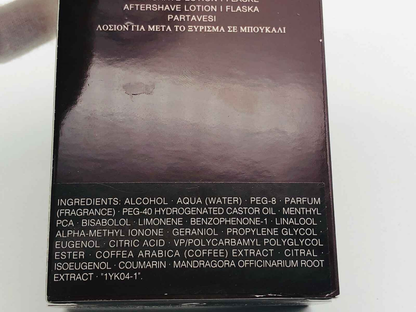 AFTERSHAVE LOTION I FLASKA
PARTAVESI
ΛΟΣΙΟΝ ΓΙΑ ΜΕΤΑ ΤΟ ΞΥΡΙΣΜΑ ΣΕ ΜΠΟΥΚΑΛΙ
INGREDIENTS: ALCOHOL · AQUA (WATER) · PEG-8 · PARFUM
(FRAGRANCE) · PEG-40 HYDROGENATED CASTOR OIL · MENTHYL
PCA · BISABOLOL · LIMONENE · BENZOPHENONE-1 · LINALOOL ·
ALPHA-METHYL IONONE · GERANIOL · PROPYLENE GLYCOL ·
EUGENOL · CITRIC ACID · VP/POLYCARBAMYL POLYGLYCOL
ESTER · COFFEA ARABICA (COFFEE) EXTRACT · CITRAL ·
ISOEUGENOL · COUMARIN · MANDRAGORA OFFICINARIUM ROOT
EXTRACT · "1YK04-1".